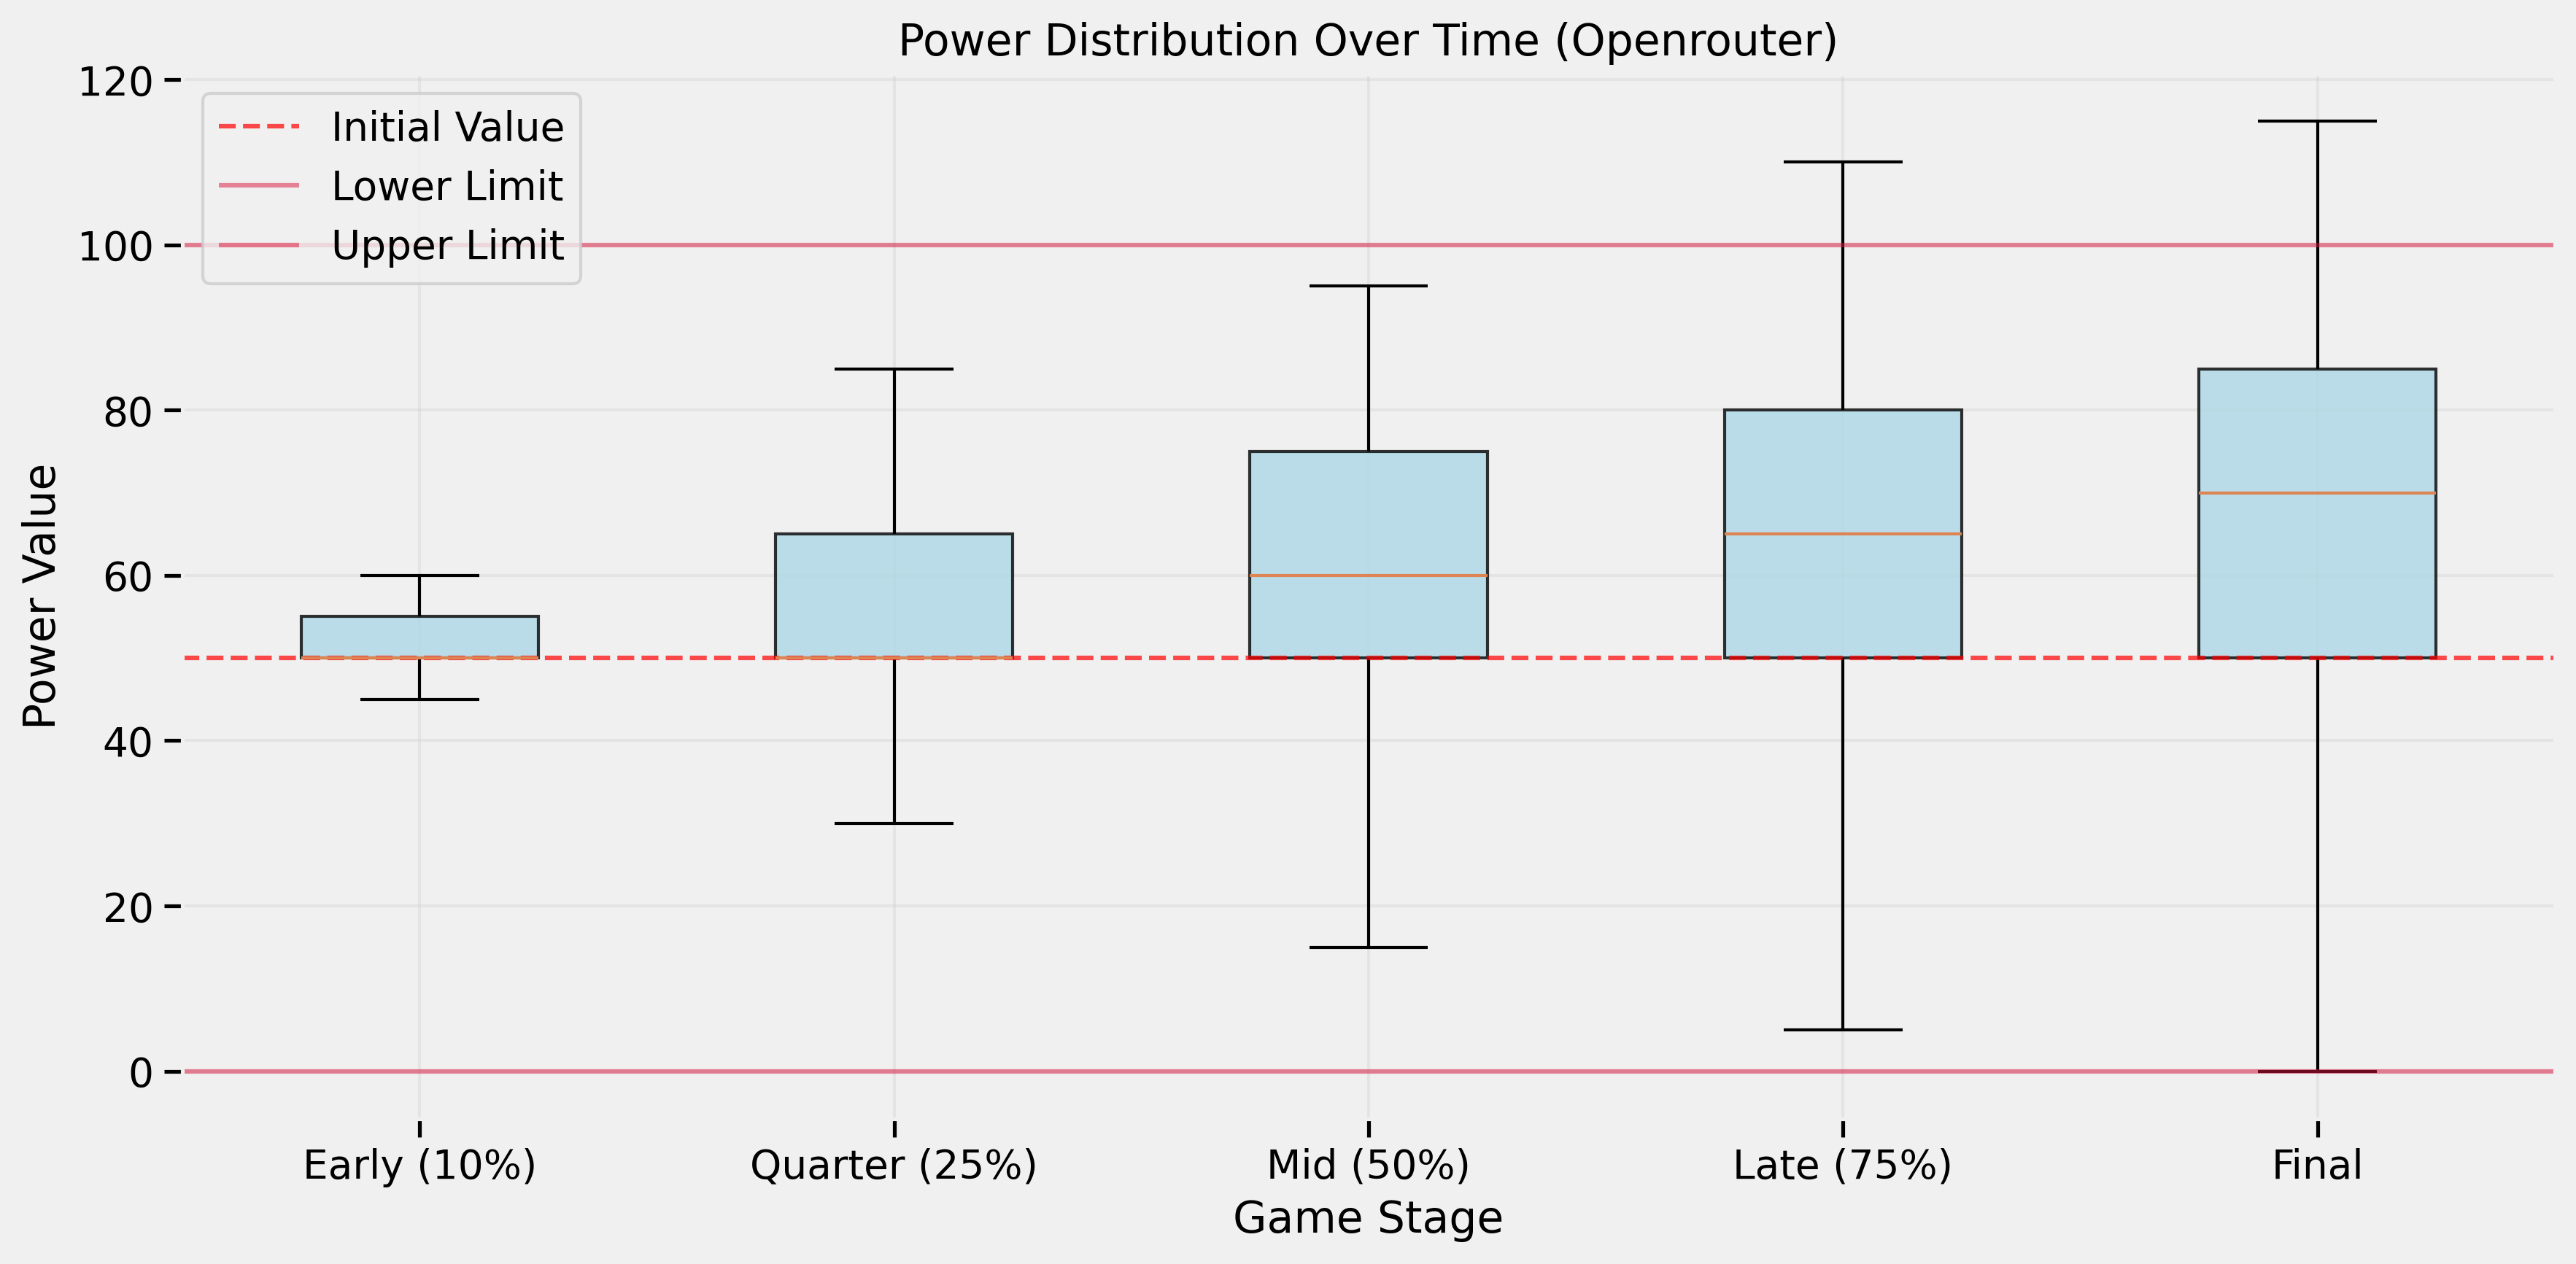 Power Distribution Over Time (Openrouter)
120
100
80
60
40
20
0
Power Value
Initial Value
Lower Limit
Upper Limit
Early (10%)
Quarter (25%)
Mid (50%)
Late (75%)
Final
Game Stage